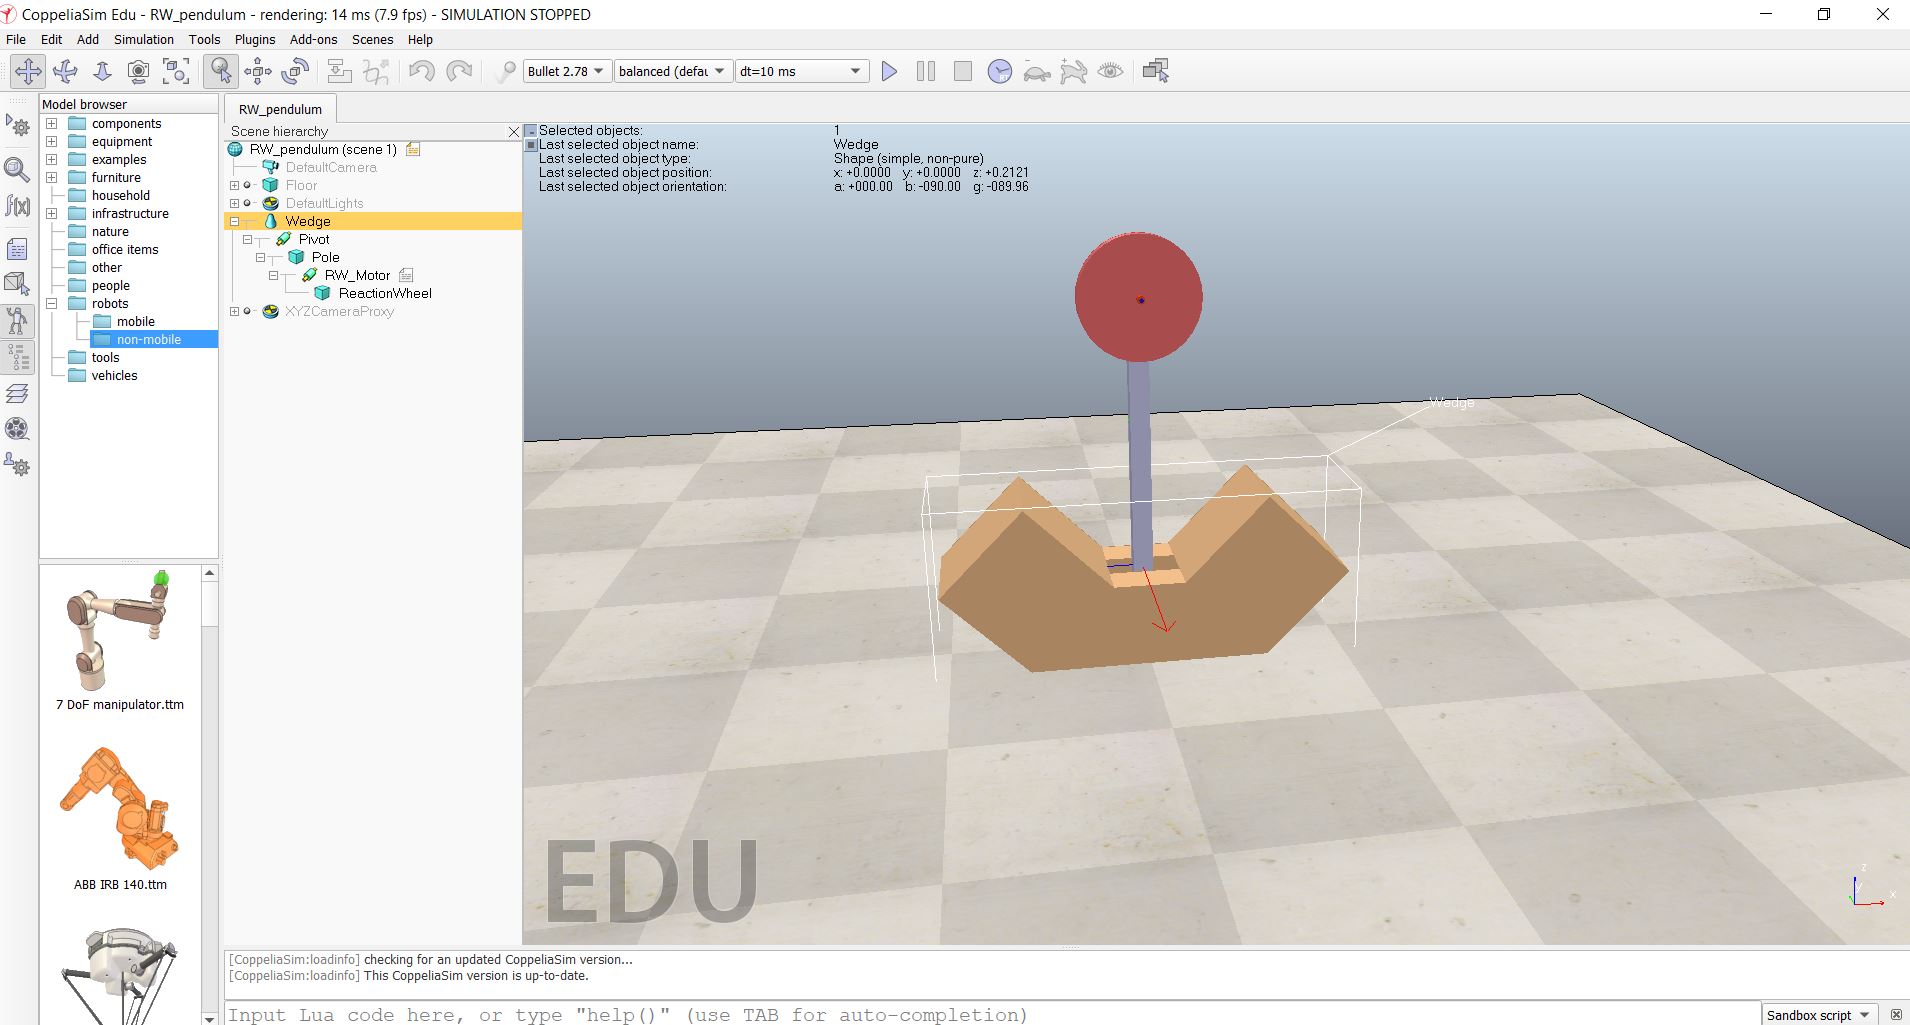 CoppeliaSim Edu - RW_pendulum - rendering: 14 ms (7.9 fps) - SIMULATION STOPPED
File Edit Add Simulation Tools Plugins Add-ons Scenes Help
Bullet 2.78 balanced (defau dt=10 ms
Model browser
components
equipment
examples
furniture
household
infrastructure
nature
office items
other
people
robots
mobile
non-mobile
tools
vehicles
7 DoF manipulator.ttm
ABB IRB 140.ttm
RW_pendulum
Scene hierarchy
RW_pendulum (scene 1)
DefaultCamera
Floor
DefaultLights
Wedge
Pivot
Pole
RW_Motor
ReactionWheel
XYZCameraProxy
Selected objects: 1
Last selected object name: Wedge
Last selected object type: Shape (simple, non-pure)
Last selected object position: x: +0.0000 y: +0.0000 z: +0.2121
Last selected object orientation: a: +000.00 b: -090.00 g: -089.96
Wedge
EDU
z
y
x
[CoppeliaSim:loadinfo] checking for an updated CoppeliaSim version...
[CoppeliaSim:loadinfo] This CoppeliaSim version is up-to-date.
Input Lua code here, or type "help()" (use TAB for auto-completion)
Sandbox script